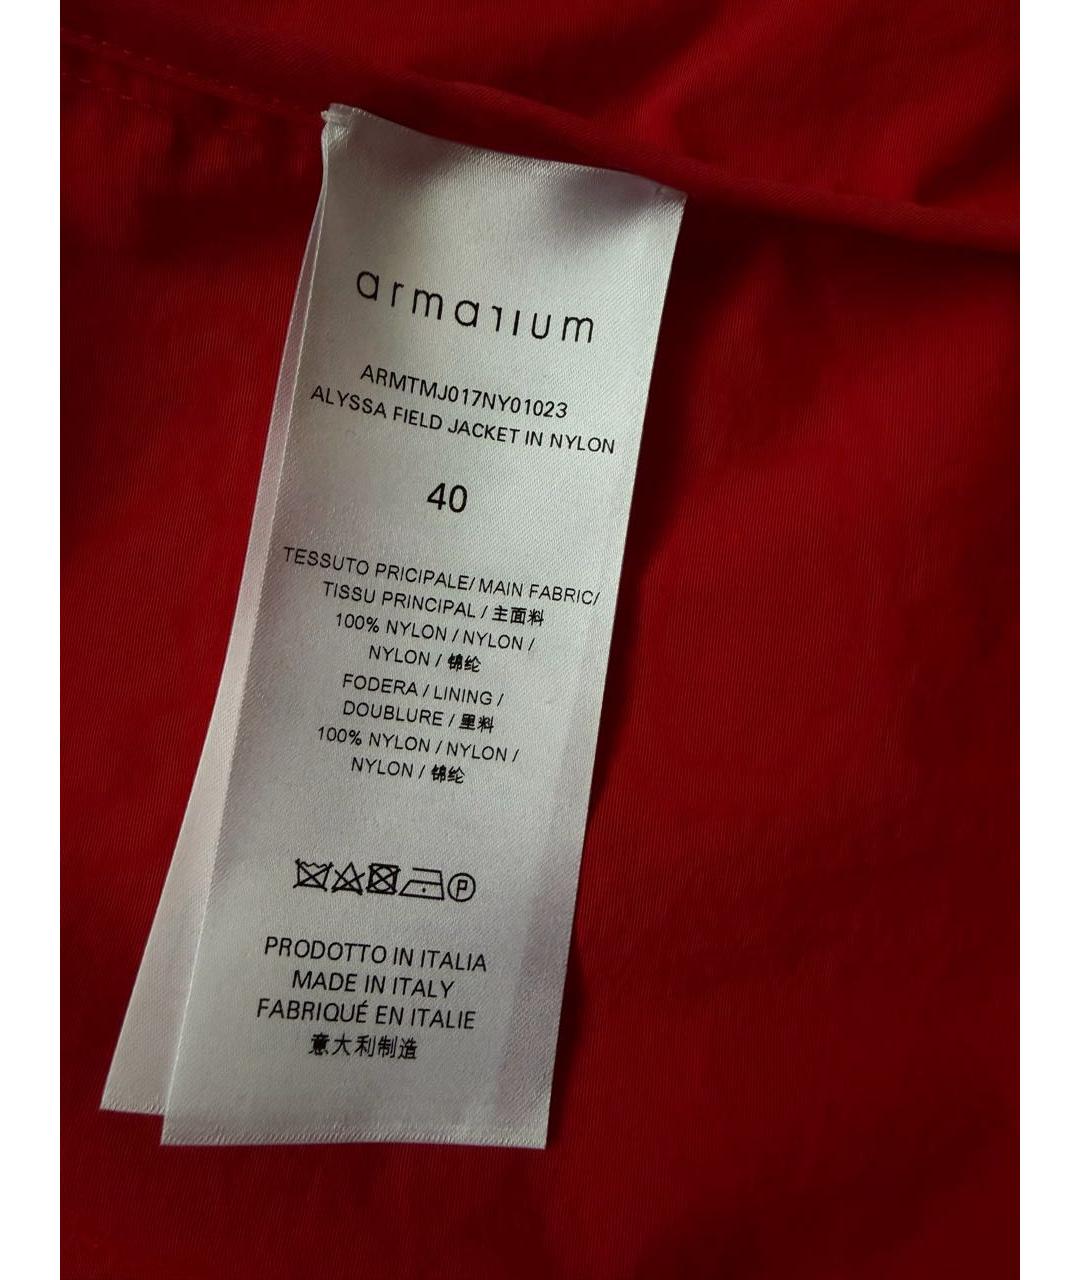 armarium
ARMTMJ017NY01023
ALYSSA FIELD JACKET IN NYLON
40
TESSUTO PRICIPALE/ MAIN FABRIC/
TISSU PRINCIPAL / 主面料
100% NYLON / NYLON /
NYLON / 锦纶
FODERA / LINING /
DOUBLURE / 里料
100% NYLON / NYLON /
NYLON / 锦纶
P
PRODOTTO IN ITALIA
MADE IN ITALY
FABRIQUÉ EN ITALIE
意大利制造